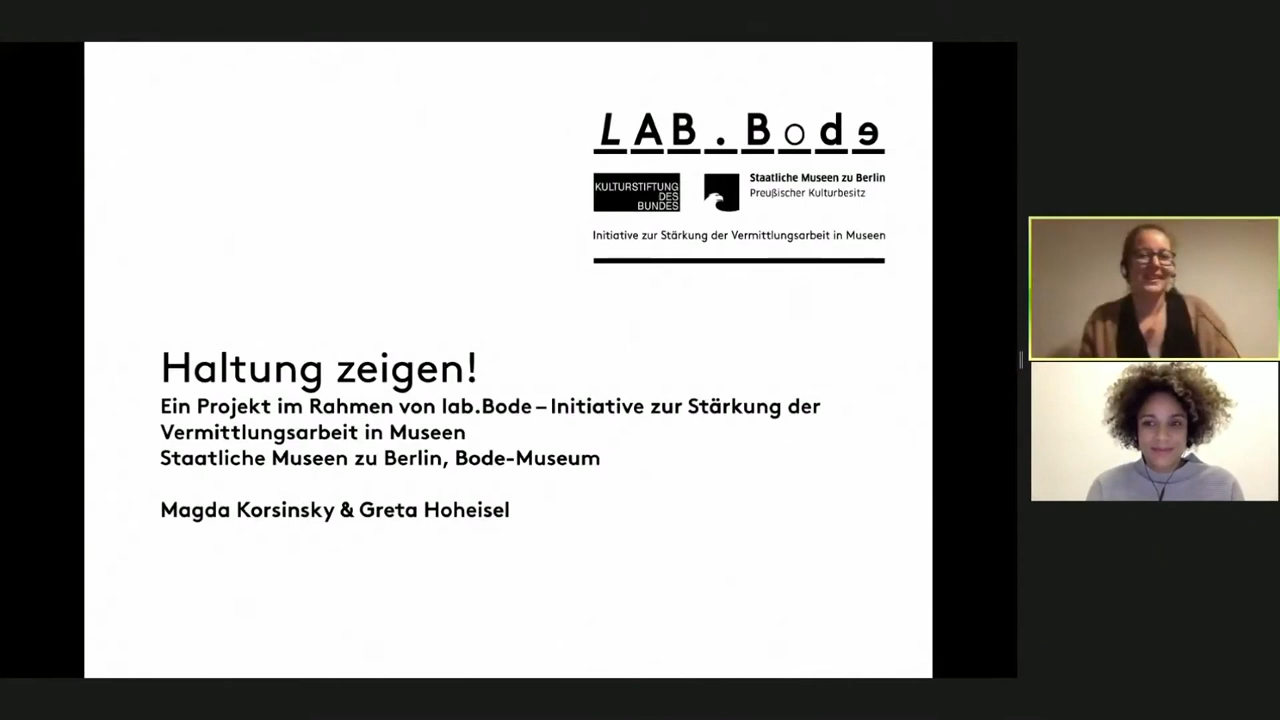 LAB.Bode
KULTURSTIFTUNG
DES
BUNDES
Staatliche Museen zu Berlin
Preußischer Kulturbesitz
Initiative zur Stärkung der Vermittlungsarbeit in Museen
Haltung zeigen!
Ein Projekt im Rahmen von lab.Bode – Initiative zur Stärkung der
Vermittlungsarbeit in Museen
Staatliche Museen zu Berlin, Bode-Museum
Magda Korsinsky & Greta Hoheisel